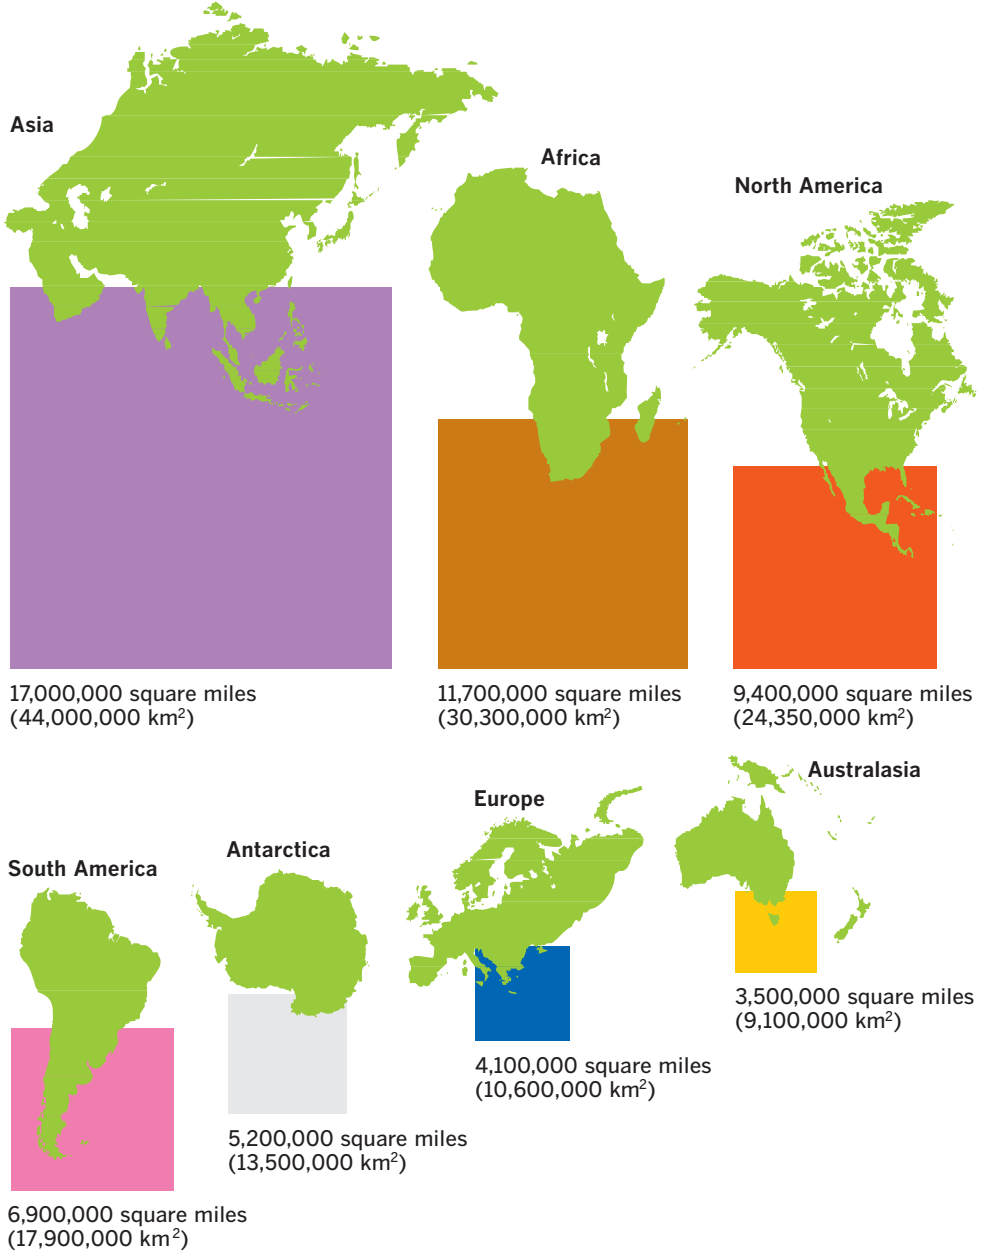 Asia
17,000,000 square miles
(44,000,000 km²)
Africa
11,700,000 square miles
(30,300,000 km²)
North America
9,400,000 square miles
(24,350,000 km²)
South America
6,900,000 square miles
(17,900,000 km²)
Antarctica
5,200,000 square miles
(13,500,000 km²)
Europe
4,100,000 square miles
(10,600,000 km²)
Australasia
3,500,000 square miles
(9,100,000 km²)